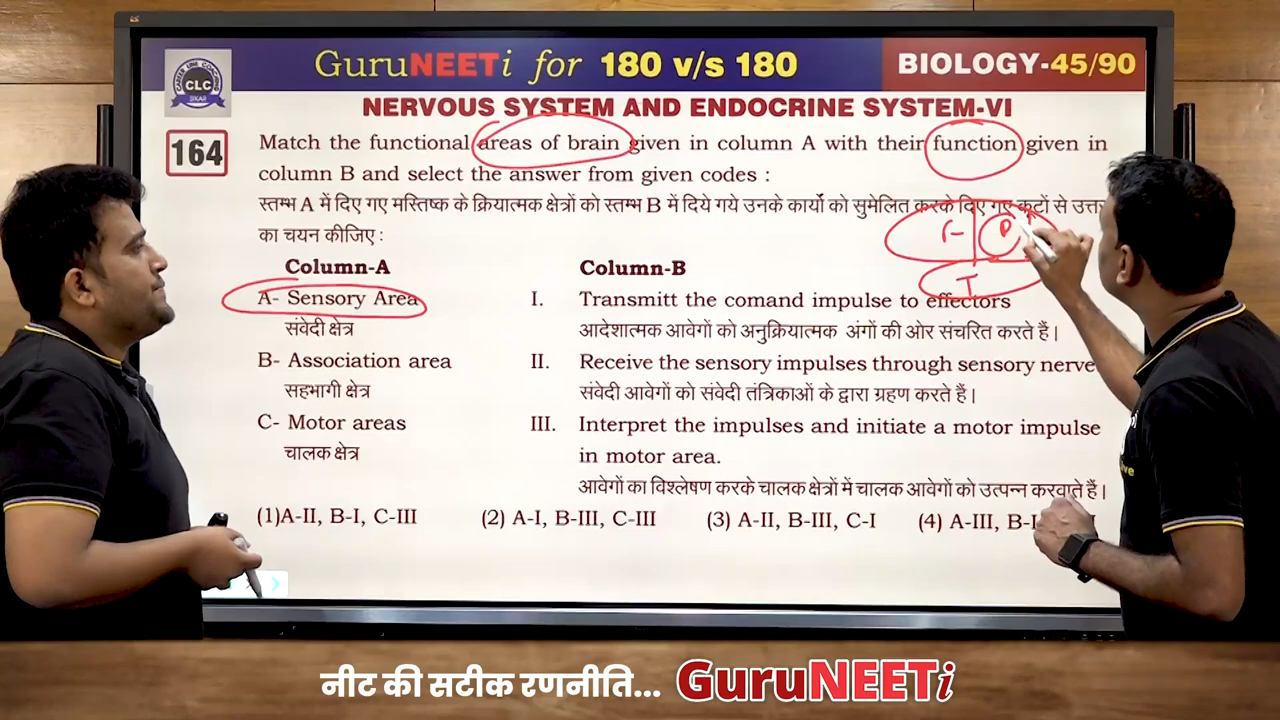 CLC
GuruNEETi for 180 v/s 180
BIOLOGY-45/90
NERVOUS SYSTEM AND ENDOCRINE SYSTEM-VI
164
Match the functional areas of brain given in column A with their function given in
column B and select the answer from given codes :
स्तम्भ A में दिए गए मस्तिष्क के क्रियात्मक क्षेत्रों को स्तम्भ B में दिये गये उनके कार्यों को सुमेलित करके दिए गए कूटों से
का चयन कीजिए :
Column-A
Column-B
A- Sensory Area
I. Transmitt the comand impulse to effectors
संवेदी क्षेत्र
आदेशात्मक आवेगों को अनुक्रियात्मक अंगों की ओर संचरित करते हैं।
B- Association area
II. Receive the sensory impulses through sensory nerve
सहभागी क्षेत्र
संवेदी आवेगों को संवेदी तंत्रिकाओं के द्वारा ग्रहण करते हैं।
C- Motor areas
III. Interpret the impulses and initiate a motor impulse
चालक क्षेत्र
in motor area.
आवेगों का विश्लेषण करके चालक क्षेत्रों में चालक आवेगों को उत्पन्न करवाते हैं।
(1)A-II, B-I, C-III (2) A-I, B-III, C-III (3) A-II, B-III, C-I (4) A-III,
नीट की सटीक रणनीति... GuruNEETi